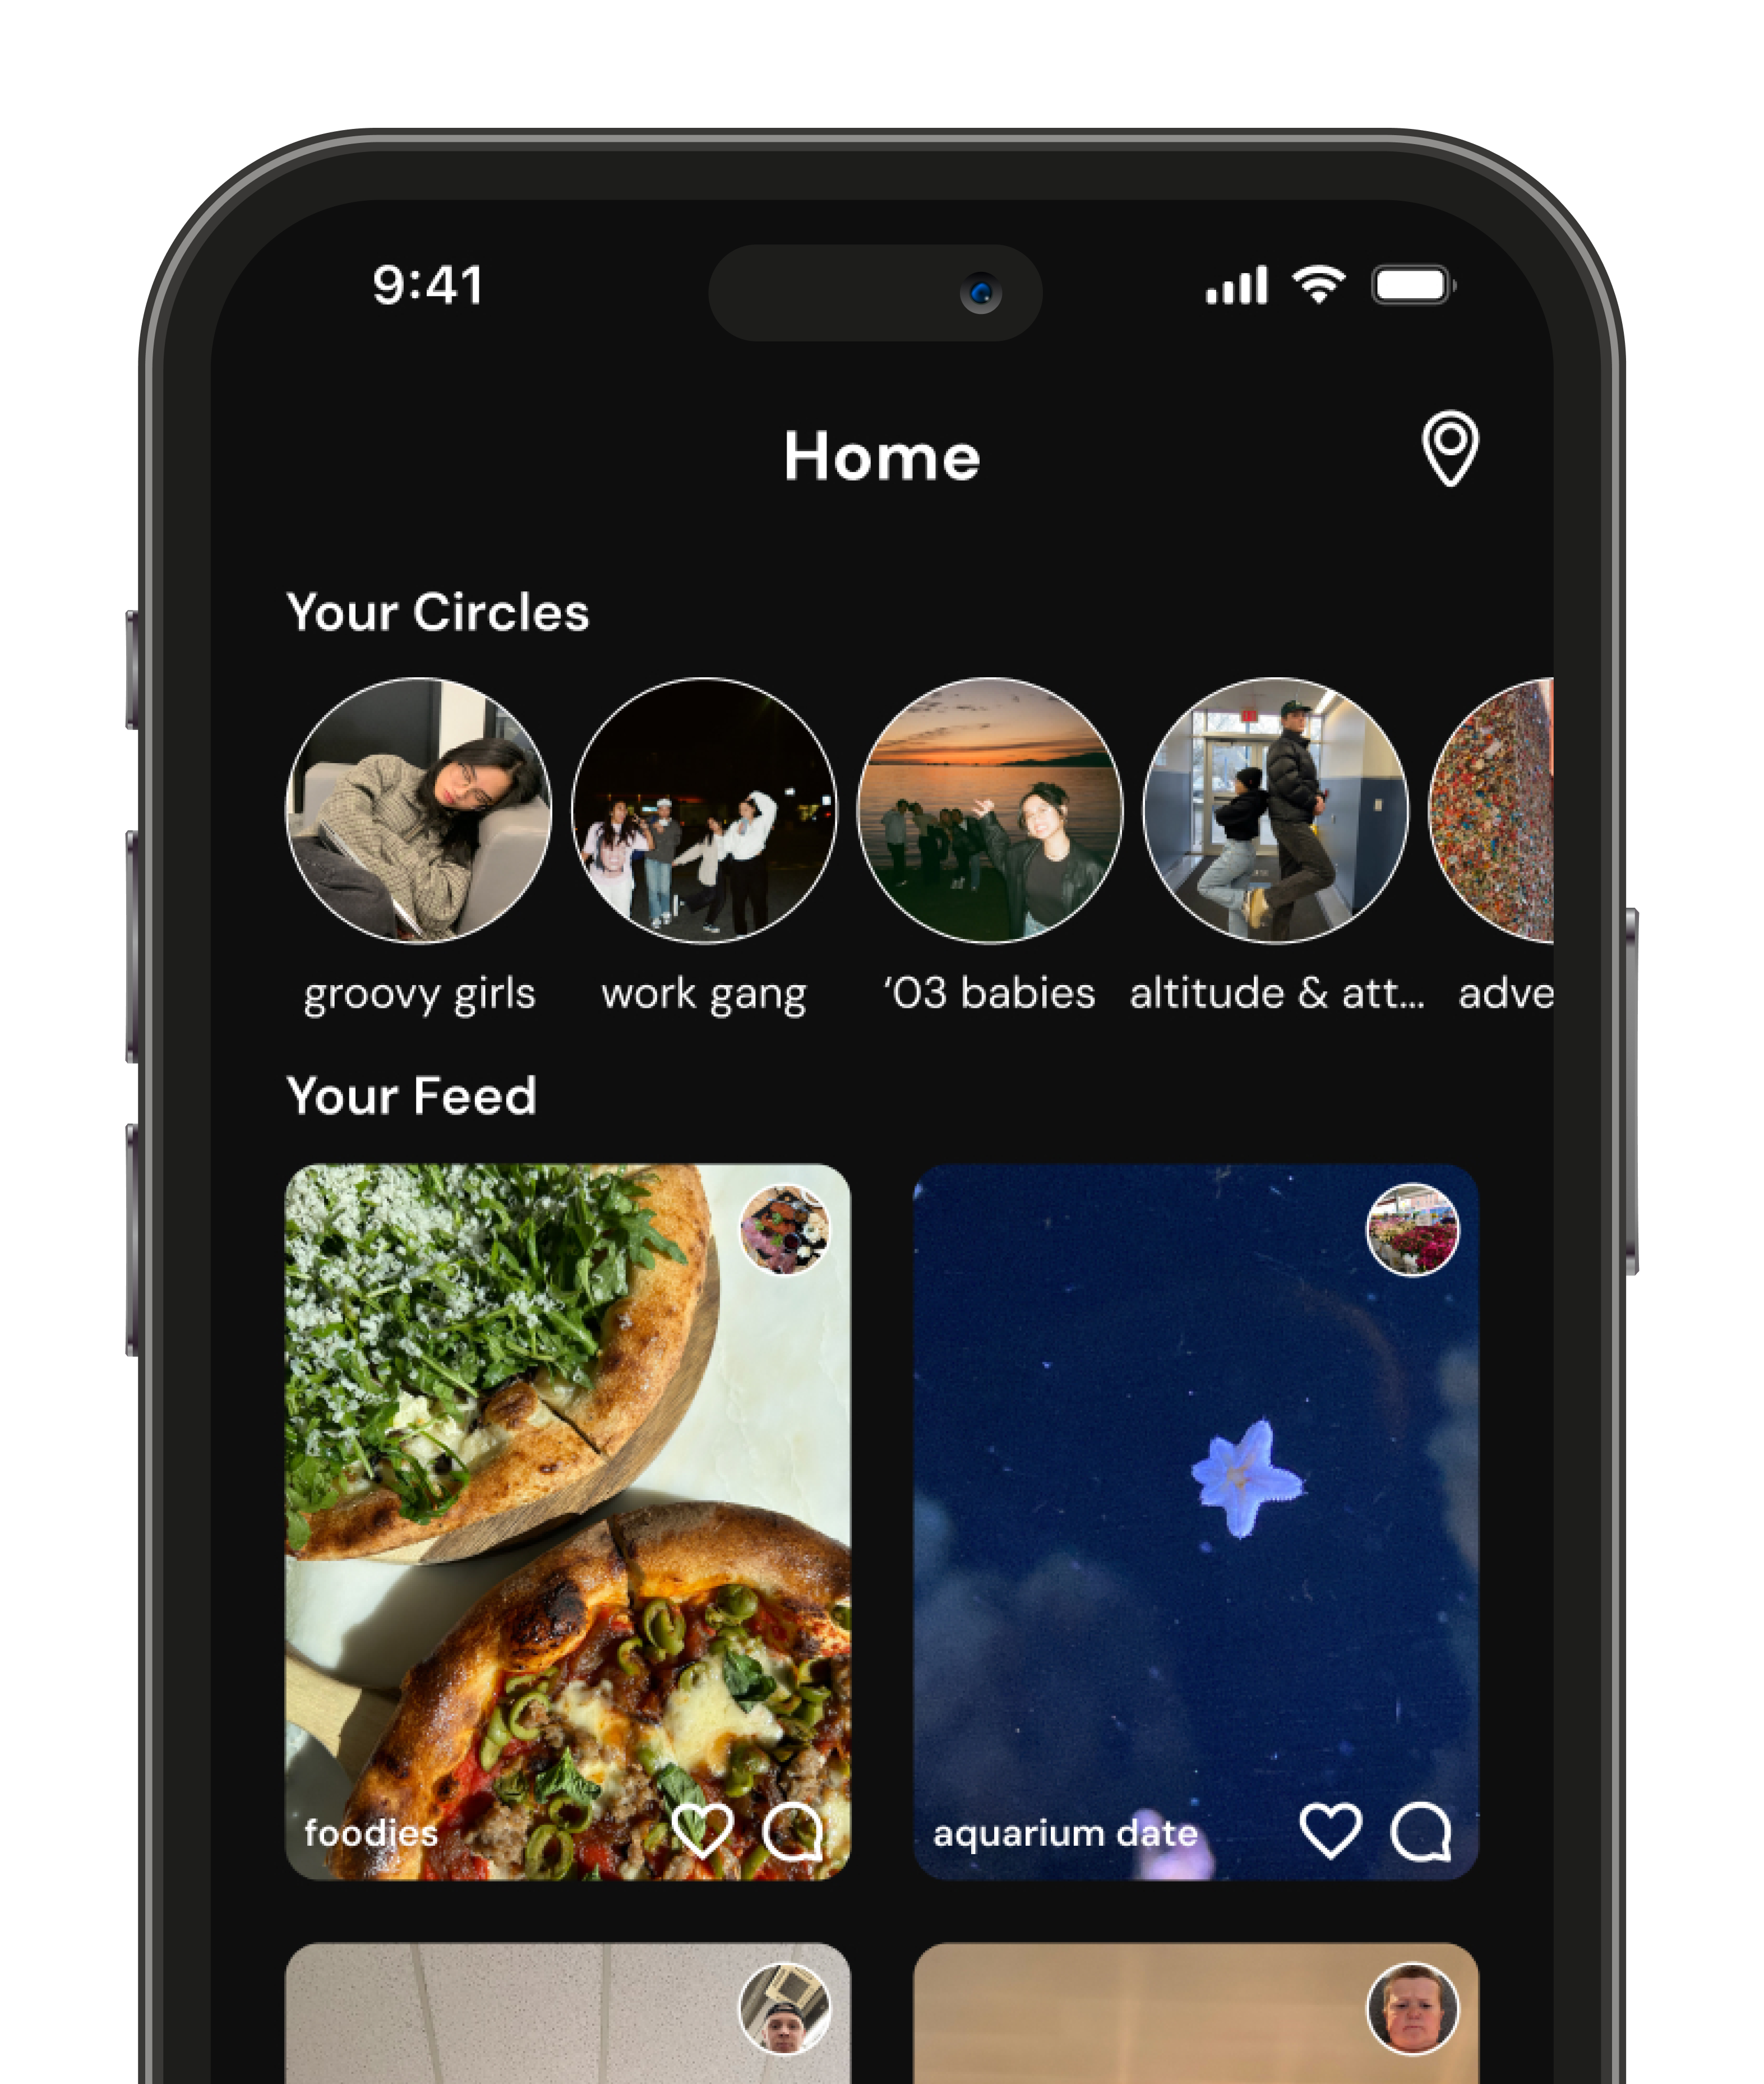 9:41
Home
Your Circles
groovy girls
work gang
‘03 babies
altitude & att...
adve
Your Feed
foodies
aquarium date